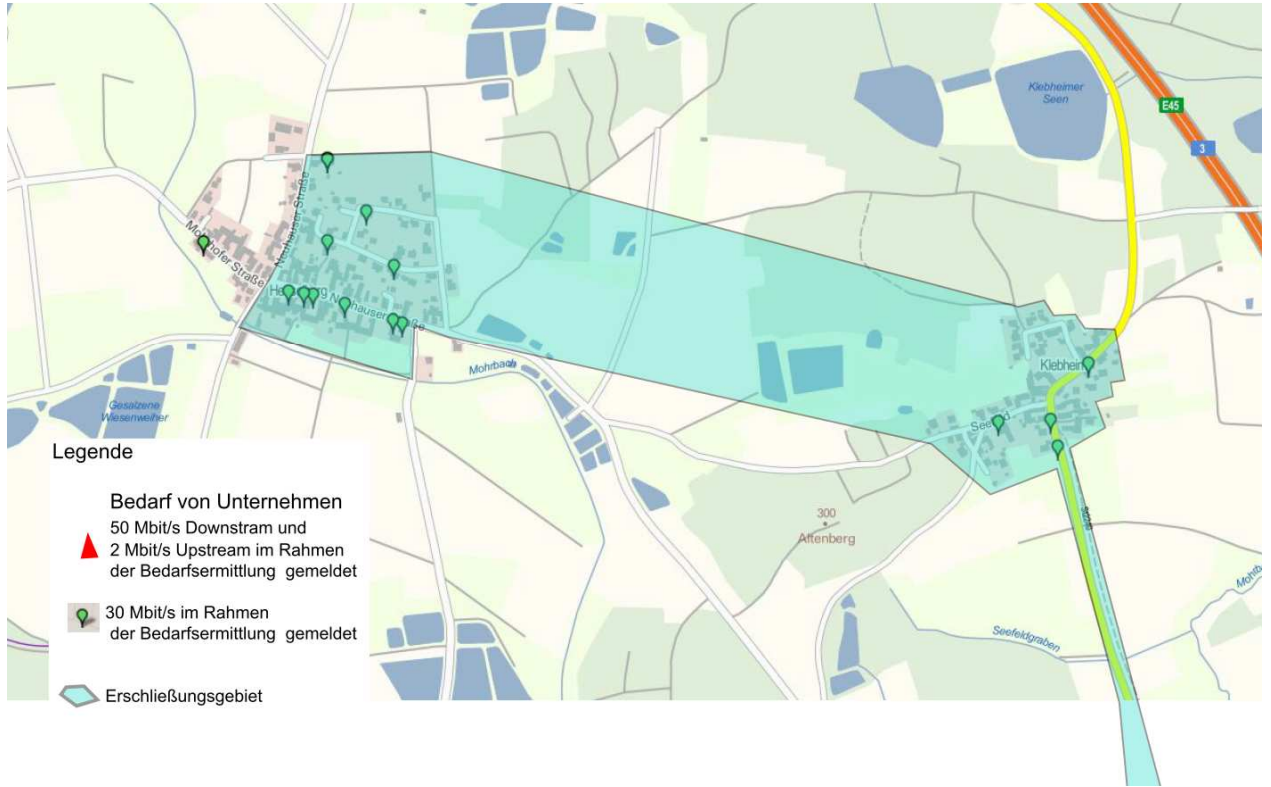 Klebheimer
Seen
E45
3
Neuhauser Straße
Mohrhofer Straße
Neuhauser Straße
Mohrbach
Klebheim
Gesalzene
Wiesenweiher
300
Altenberg
Seefeldgraben
Legende
Bedarf von Unternehmen
50 Mbit/s Downstram und
2 Mbit/s Upstream im Rahmen
der Bedarfsermittlung gemeldet
30 Mbit/s im Rahmen
der Bedarfsermittlung gemeldet
Erschließungsgebiet